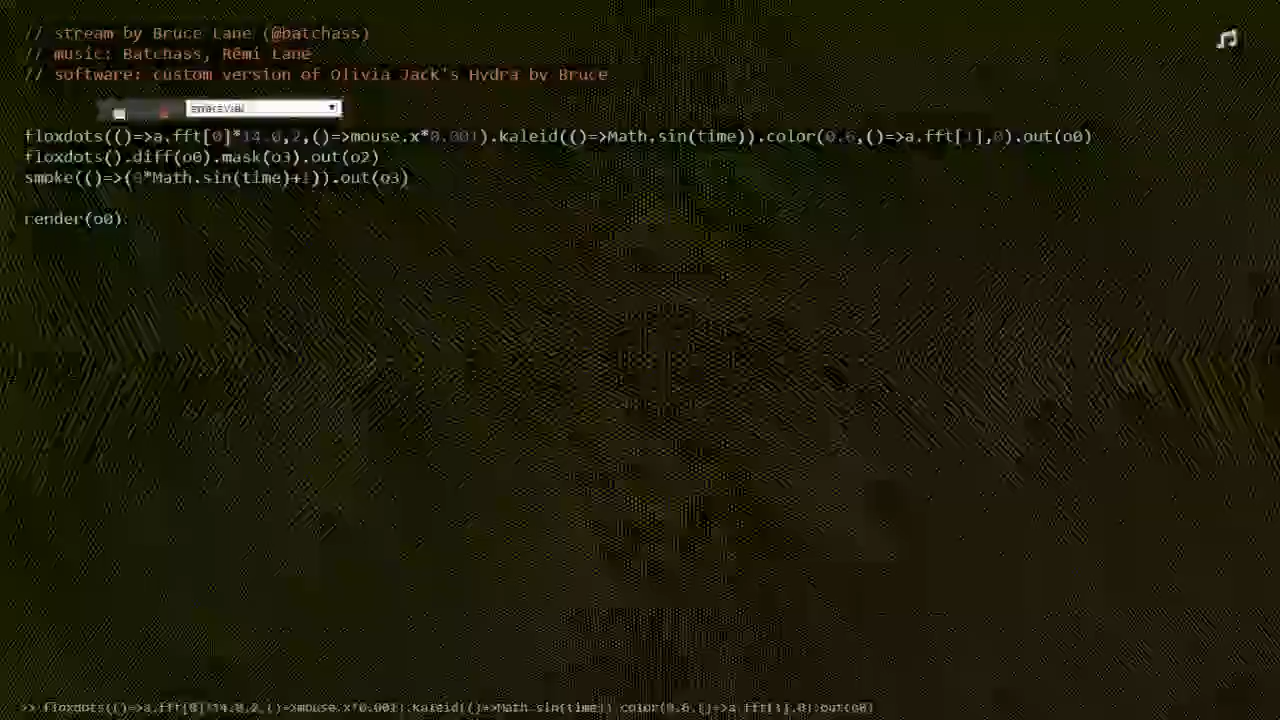 // stream by Bruce Lane (@batchass)
// music: Batchass, Rémi Lane
// software: custom version of Olivia Jack's Hydra by Bruce
floxdots(()=>a.fft[0]*14.0,2,()=>mouse.x*0.001).kaleid(()=>Math.sin(time)).color(0.6,()=>a.fft[1],0).out(o0)
floxdots().diff(o0).mask(o3).out(o2)
smoke(()=>(9*Math.sin(time)+1)).out(o3)
render(o0)
>> floxdots(()=>a.fft[0]*14.0,2,()=>mouse.x*0.001).kaleid(()=>Math.sin(time)).color(0.6,()=>a.fft[1],0).out(o0)